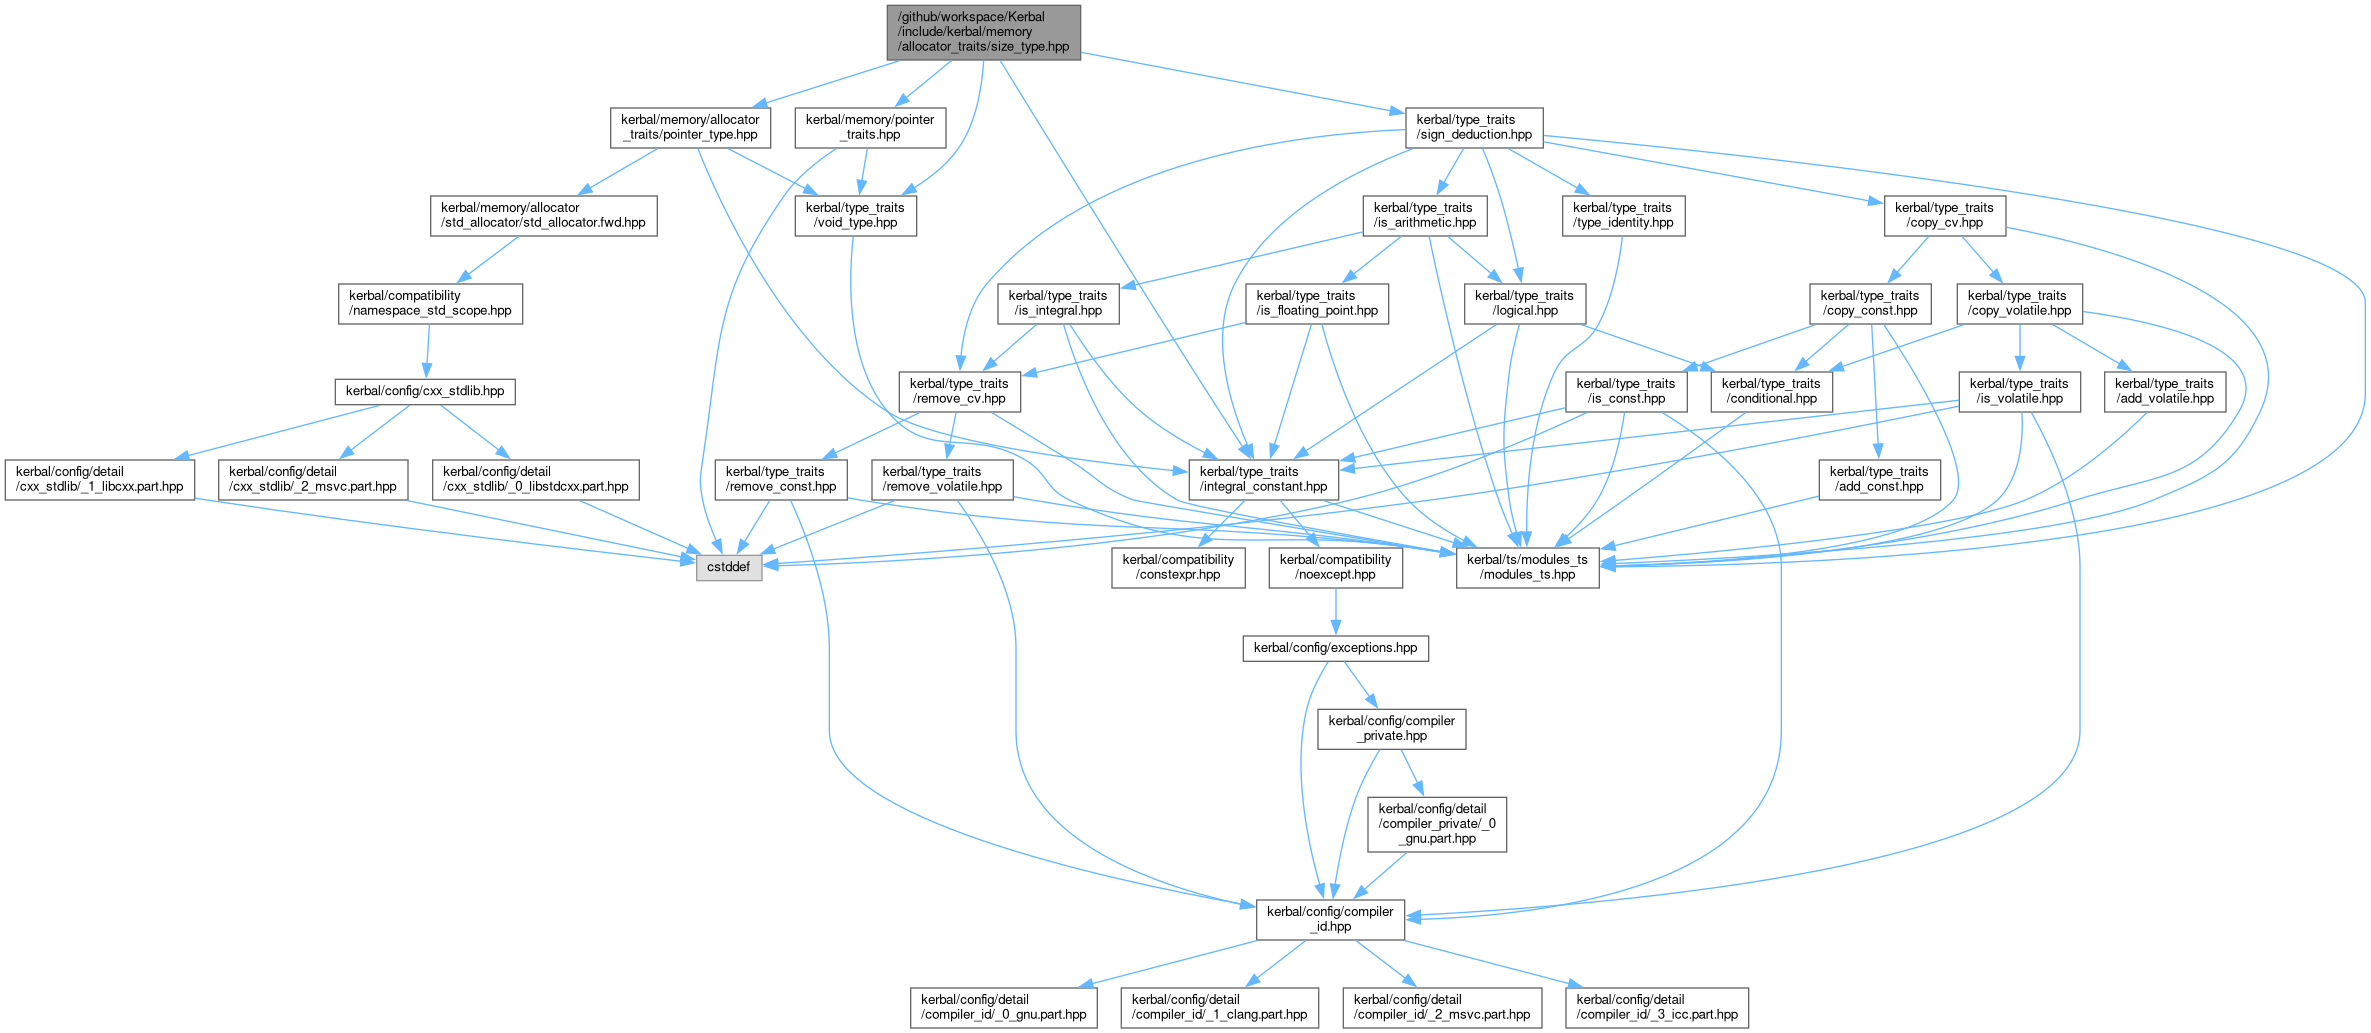 /github/workspace/Kerbal
/include/kerbal/memory
/allocator_traits/size_type.hpp
kerbal/memory/allocator
_traits/pointer_type.hpp
kerbal/memory/pointer
_traits.hpp
kerbal/type_traits
/sign_deduction.hpp
kerbal/memory/allocator
/std_allocator/std_allocator.fwd.hpp
kerbal/type_traits
/void_type.hpp
kerbal/type_traits
/is_arithmetic.hpp
kerbal/type_traits
/type_identity.hpp
kerbal/type_traits
/copy_cv.hpp
kerbal/compatibility
/namespace_std_scope.hpp
kerbal/type_traits
/is_integral.hpp
kerbal/type_traits
/is_floating_point.hpp
kerbal/type_traits
/logical.hpp
kerbal/type_traits
/copy_const.hpp
kerbal/type_traits
/copy_volatile.hpp
kerbal/config/cxx_stdlib.hpp
kerbal/type_traits
/remove_cv.hpp
kerbal/type_traits
/is_const.hpp
kerbal/type_traits
/conditional.hpp
kerbal/type_traits
/is_volatile.hpp
kerbal/type_traits
/add_volatile.hpp
kerbal/config/detail
/cxx_stdlib/_1_libcxx.part.hpp
kerbal/config/detail
/cxx_stdlib/_2_msvc.part.hpp
kerbal/config/detail
/cxx_stdlib/_0_libstdcxx.part.hpp
kerbal/type_traits
/remove_const.hpp
kerbal/type_traits
/remove_volatile.hpp
kerbal/type_traits
/integral_constant.hpp
kerbal/type_traits
/add_const.hpp
cstddef
kerbal/compatibility
/constexpr.hpp
kerbal/compatibility
/noexcept.hpp
kerbal/ts/modules_ts
/modules_ts.hpp
kerbal/config/exceptions.hpp
kerbal/config/compiler
_private.hpp
kerbal/config/detail
/compiler_private/_0
_gnu.part.hpp
kerbal/config/compiler
_id.hpp
kerbal/config/detail
/compiler_id/_0_gnu.part.hpp
kerbal/config/detail
/compiler_id/_1_clang.part.hpp
kerbal/config/detail
/compiler_id/_2_msvc.part.hpp
kerbal/config/detail
/compiler_id/_3_icc.part.hpp